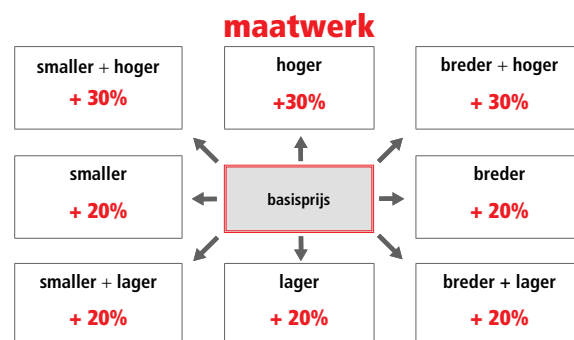 maatwerk
smaller + hoger
+ 30%
hoger
+30%
breder + hoger
+ 30%
smaller
+ 20%
basisprijs
breder
+ 20%
smaller + lager
+ 20%
lager
+ 20%
breder + lager
+ 20%